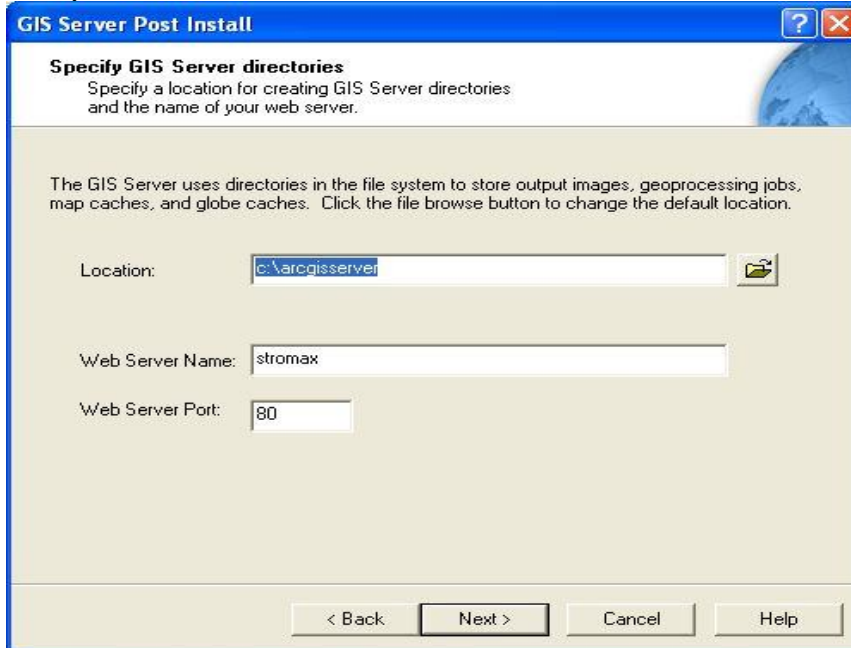 GIS Server Post Install
Specify GIS Server directories
Specify a location for creating GIS Server directories
and the name of your web server.
The GIS Server uses directories in the file system to store output images, geoprocessing jobs,
map caches, and globe caches. Click the file browse button to change the default location.
Location: c:\arcgisserver
Web Server Name: stromax
Web Server Port: 80
< Back Next > Cancel Help